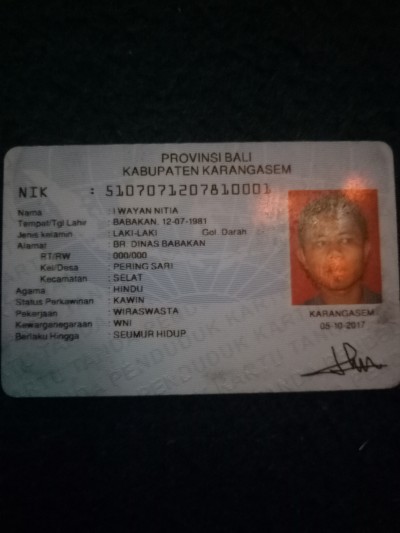 PROVINSI BALI
KABUPATEN KARANGASEM
NIK : 5107071207810001
Nama : I WAYAN NITIA
Tempat/Tgl Lahir : BABAKAN, 12-07-1981
Jenis kelamin : LAKI-LAKI Gol. Darah :
Alamat : BR. DINAS BABAKAN
RT/RW : 000/000
Kel/Desa : PERING SARI
Kecamatan : SELAT
Agama : HINDU
Status Perkawinan : KAWIN
Pekerjaan : WIRASWASTA
Kewarganegaraan : WNI
Berlaku Hingga : SEUMUR HIDUP
KARANGASEM
05-10-2017